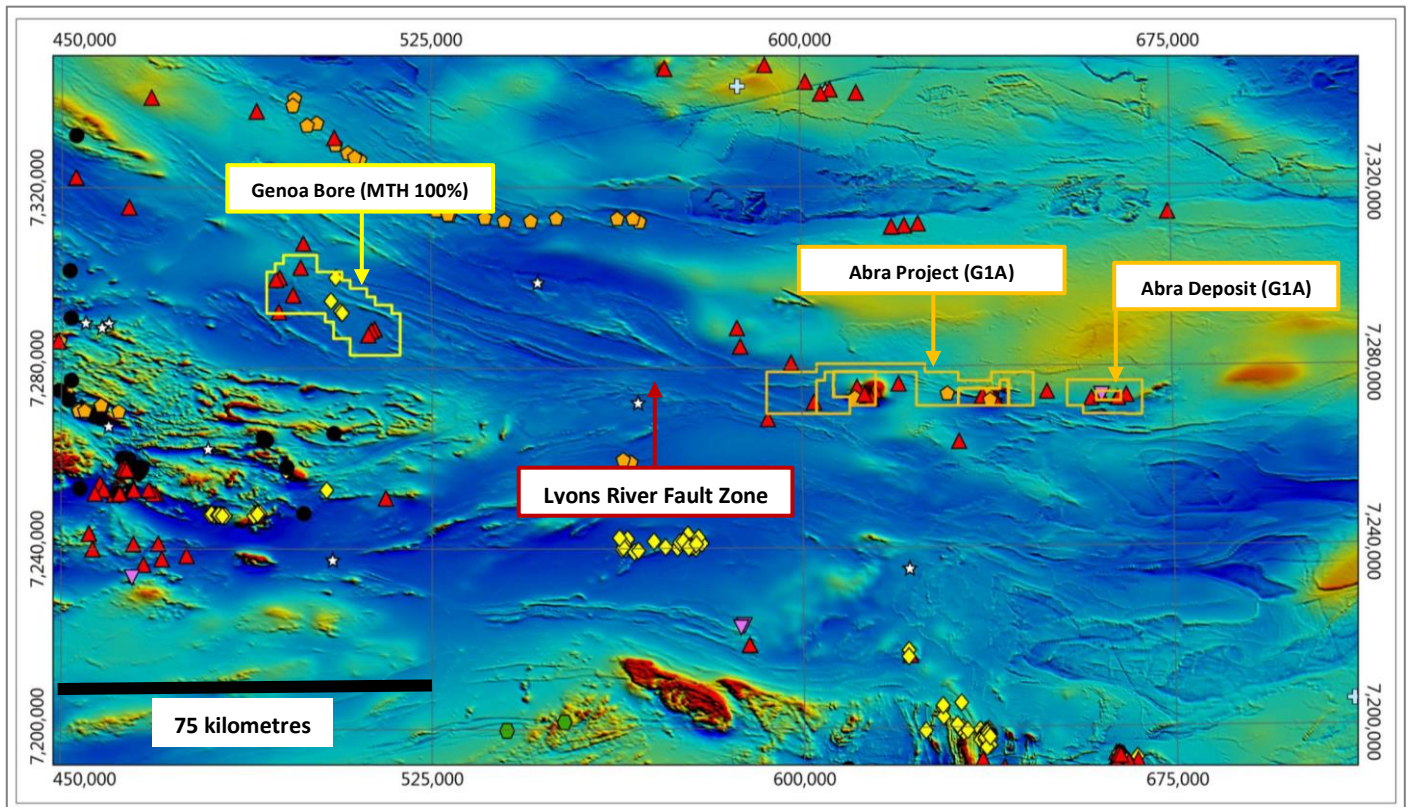 450,000 525,000 600,000 675,000
7,320,000 7,320,000
Genoa Bore (MTH 100%)
Abra Project (G1A)
Abra Deposit (G1A)
7,280,000 7,280,000
Lyons River Fault Zone
7,240,000 7,240,000
75 kilometres
7,200,000 7,200,000
450,000 525,000 600,000 675,000